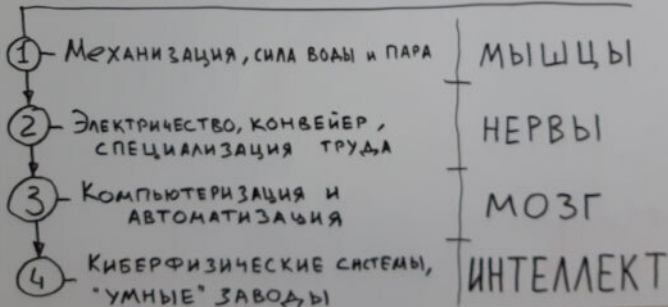 1 - Механизация, сила воды и пара | МЫШЦЫ
2 - Электричество, конвейер,
специализация труда | НЕРВЫ
3 - Компьютеризация и
автоматизация | МОЗГ
4 - Киберфизические системы,
"умные" заводы | ИНТЕЛЛЕКТ